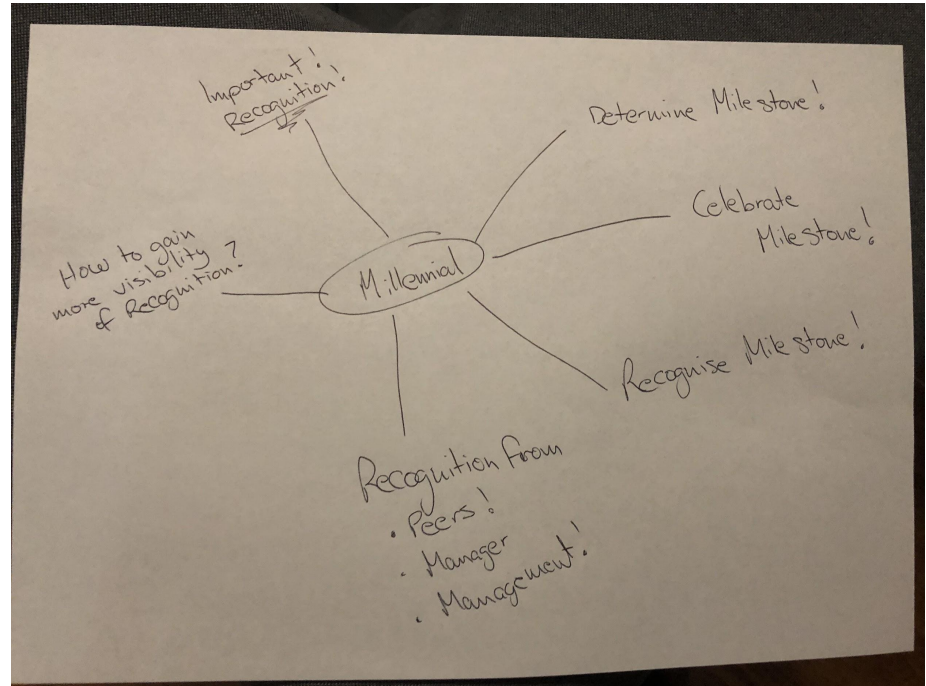 Important!
Recognition!
Determine Milestone!
Celebrate
Milestone!
How to gain
more visibility
of Recognition?
Millennial
Recognise Milestone!
Recognition from
. Peers!
. Manager
. Management!